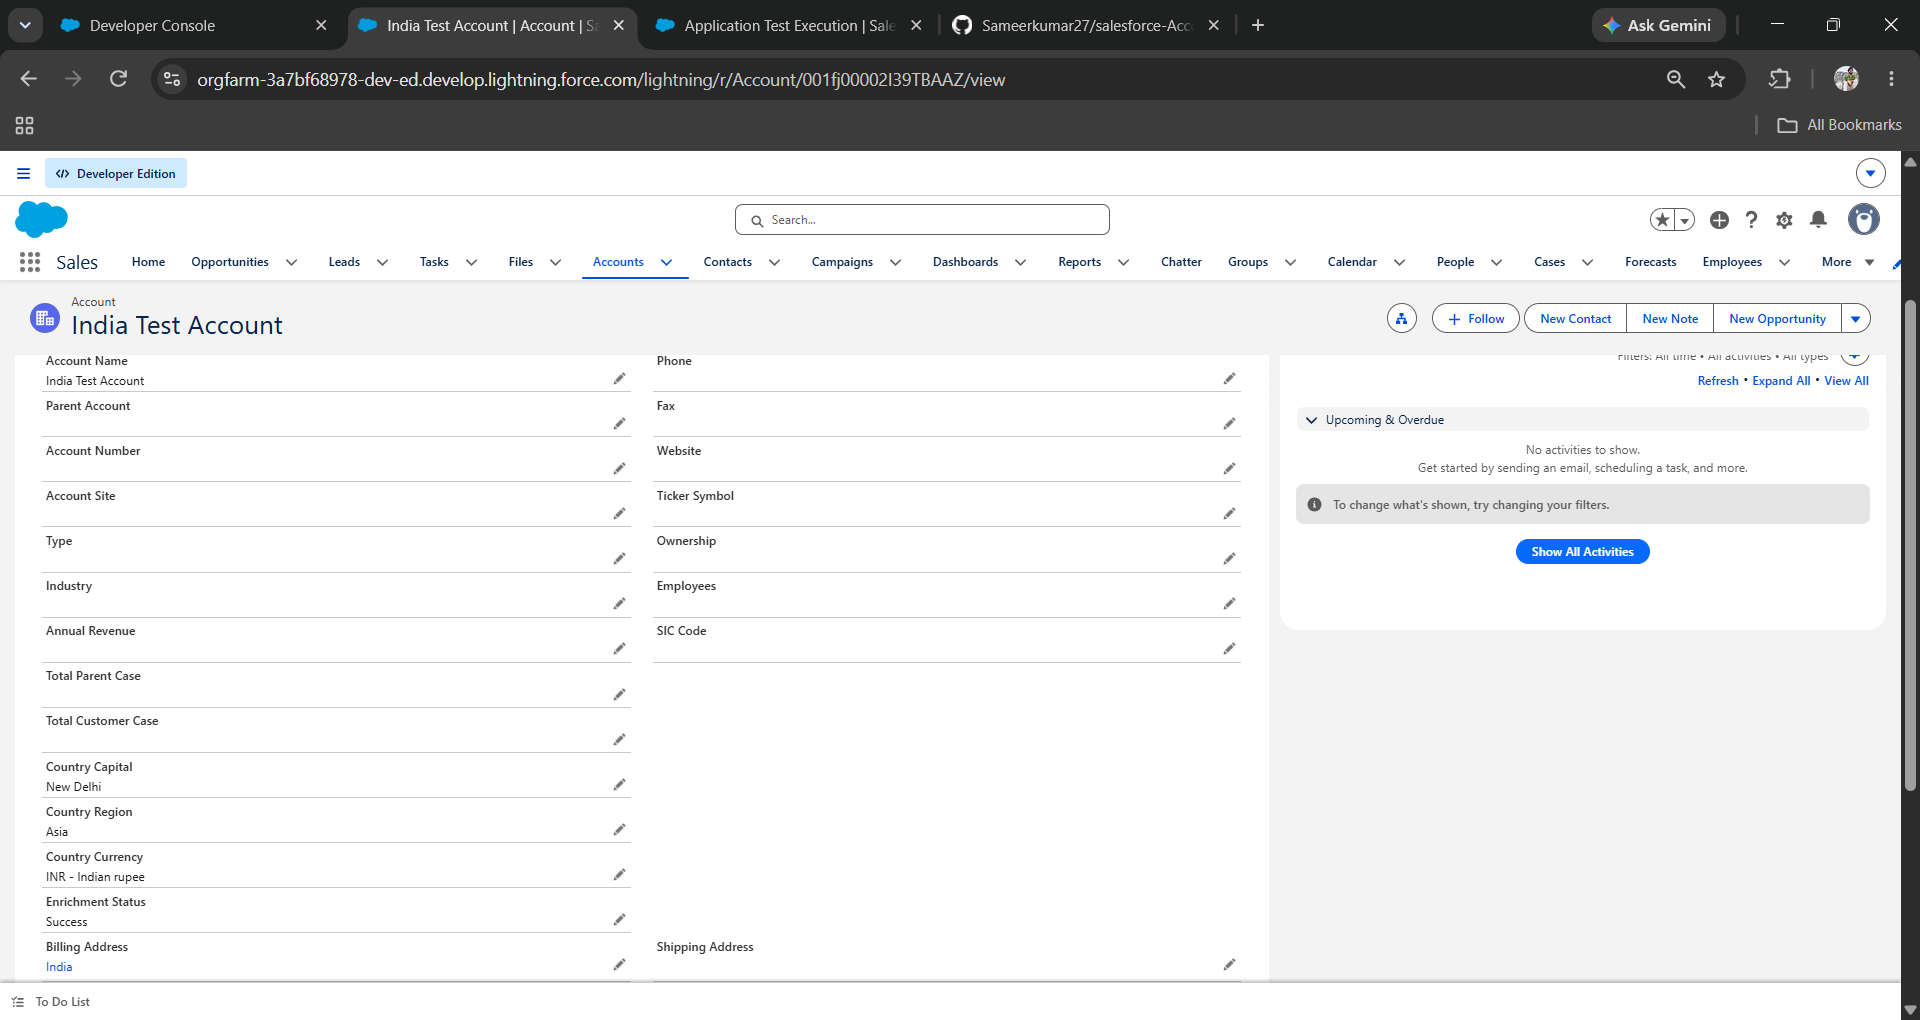 Developer Console
India Test Account | Account | S
Application Test Execution | Sale
Sameerkumar27/salesforce-Acc
Ask Gemini
orgfarm-3a7bf68978-dev-ed.develop.lightning.force.com/lightning/r/Account/001fj00002I39TBAAZ/view
All Bookmarks
Developer Edition
Search...
Sales
Home
Opportunities
Leads
Tasks
Files
Accounts
Contacts
Campaigns
Dashboards
Reports
Chatter
Groups
Calendar
People
Cases
Forecasts
Employees
More
Account
India Test Account
Follow
New Contact
New Note
New Opportunity
Account Name
India Test Account
Phone
Parent Account
Fax
Account Number
Website
Account Site
Ticker Symbol
Type
Ownership
Industry
Employees
Annual Revenue
SIC Code
Total Parent Case
Total Customer Case
Country Capital
New Delhi
Country Region
Asia
Country Currency
INR - Indian rupee
Enrichment Status
Success
Billing Address
India
Shipping Address
Filters: All time • All activities • All types
Refresh • Expand All • View All
Upcoming & Overdue
No activities to show.
Get started by sending an email, scheduling a task, and more.
To change what's shown, try changing your filters.
Show All Activities
To Do List